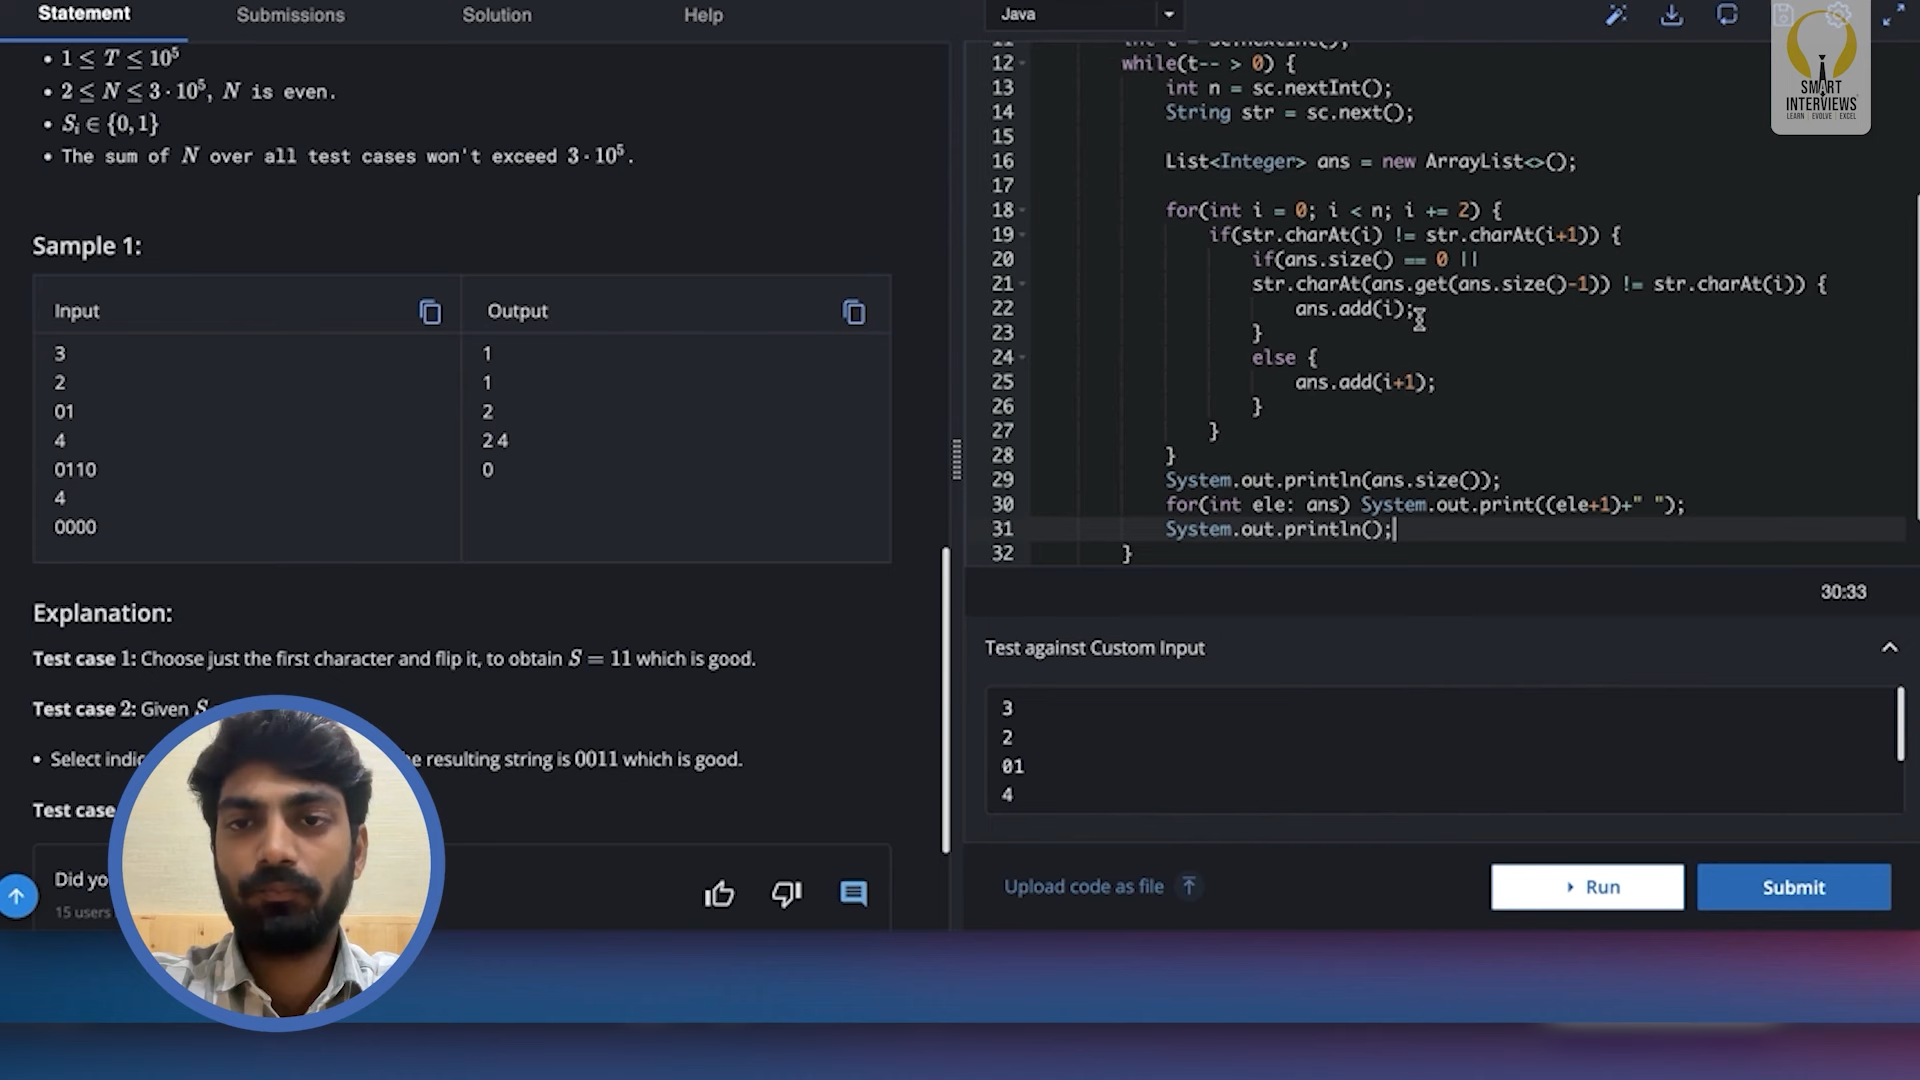 Statement
Submissions
Solution
Help
• 1 ≤ T ≤ 10⁵
• 2 ≤ N ≤ 3 · 10⁵, N is even.
• Sᵢ ∈ {0, 1}
• The sum of N over all test cases won't exceed 3 · 10⁵.
Sample 1:
Input
Output
3
2
01
4
0110
4
0000
1
1
2
2 4
0
Explanation:
Test case 1: Choose just the first character and flip it, to obtain S = 11 which is good.
Test case 2: Given S
• Select indic
e resulting string is 0011 which is good.
Test case
Did yo
15 users
Java
SMART
INTERVIEWS
LEARN | EVOLVE | EXCEL
11 int t = sc.nextInt();
12 while(t-- > 0) {
13 int n = sc.nextInt();
14 String str = sc.next();
15
16 List<Integer> ans = new ArrayList<>();
17
18 for(int i = 0; i < n; i += 2) {
19 if(str.charAt(i) != str.charAt(i+1)) {
20 if(ans.size() == 0 ||
21 str.charAt(ans.get(ans.size()-1)) != str.charAt(i)) {
22 ans.add(i);
23 }
24 else {
25 ans.add(i+1);
26 }
27 }
28 }
29 System.out.println(ans.size());
30 for(int ele: ans) System.out.print((ele+1)+" ");
31 System.out.println();
32 }
30:33
Test against Custom Input
3
2
01
4
Upload code as file
Run
Submit